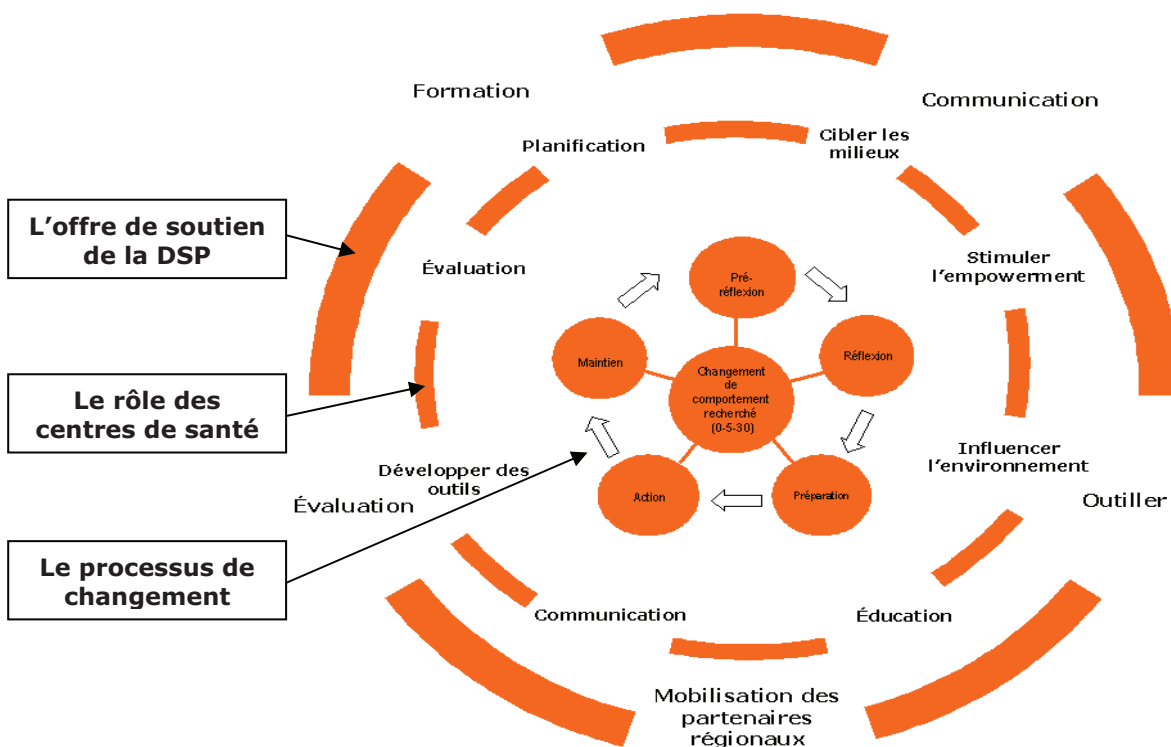 Formation
Communication
Planification
Cibler les
milieux
L'offre de soutien
de la DSP
Évaluation
Stimuler
l'empowerment
Pré-
réflexion
Maintien
Réflexion
Changement
de
comportement
recherché
(0-5-30)
Le rôle des
centres de santé
Influencer
l'environnement
Développer des
outils
Évaluation
Action
Préparation
Outiller
Le processus de
changement
Communication
Éducation
Mobilisation des
partenaires
régionaux